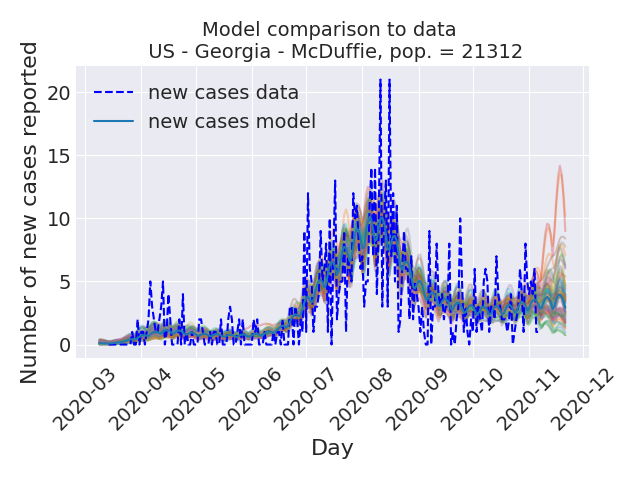 Model comparison to data
US - Georgia - McDuffie, pop. = 21312
Number of new cases reported
20
15
10
5
0
new cases data
new cases model
2020-03
2020-04
2020-05
2020-06
2020-07
2020-08
2020-09
2020-10
2020-11
2020-12
Day